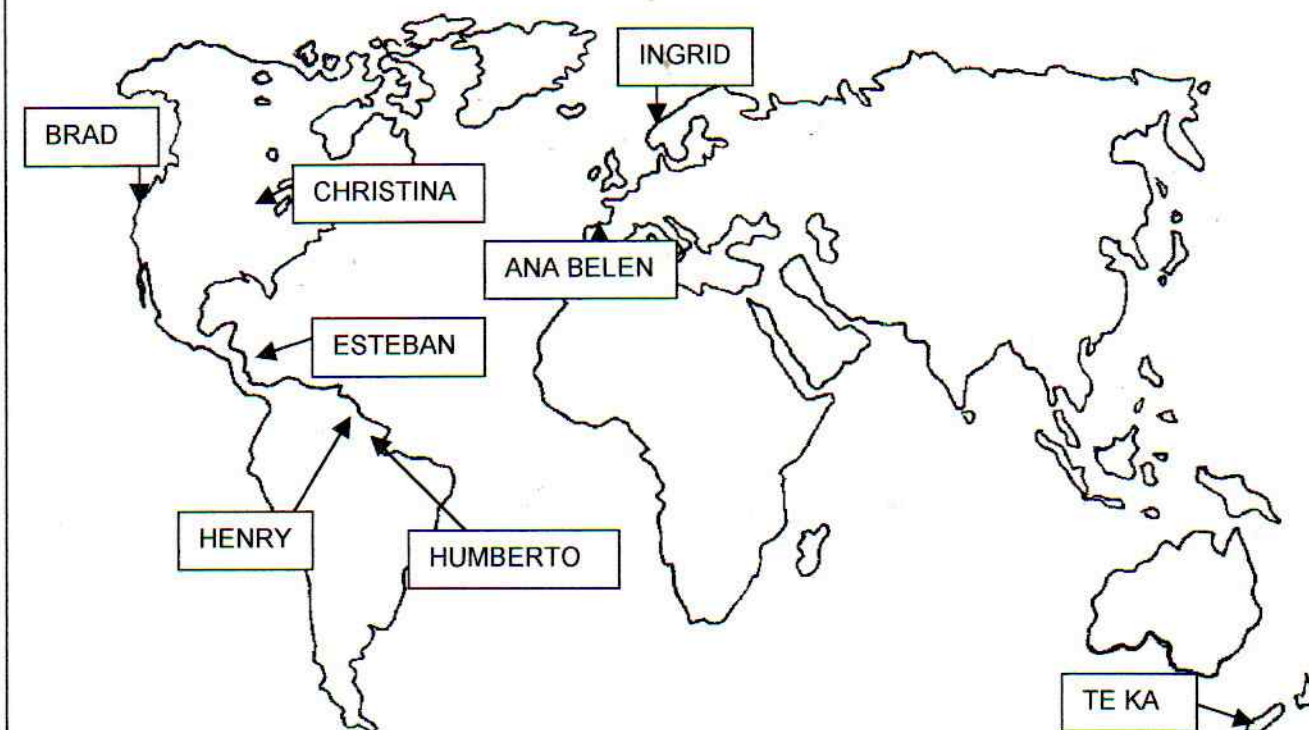 INGRID
BRAD
CHRISTINA
ANA BELEN
ESTEBAN
HENRY
HUMBERTO
TE KA